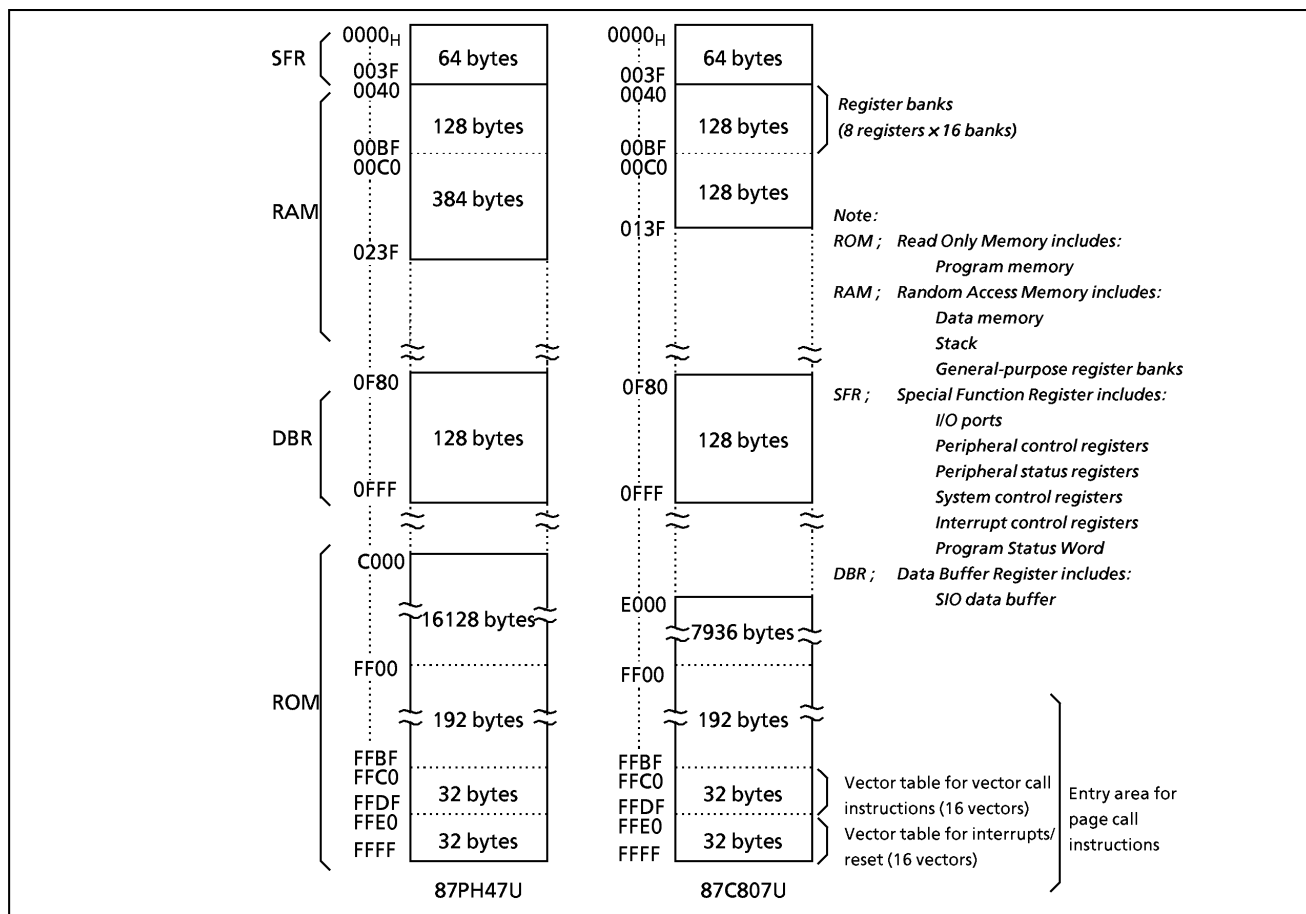 SFR
RAM
DBR
ROM
0000H
003F
0040
00BF
00C0
023F
0F80
0FFF
C000
FF00
FFBF
FFC0
FFDF
FFE0
FFFF
64 bytes
128 bytes
384 bytes
128 bytes
16128 bytes
192 bytes
32 bytes
32 bytes
87PH47U
0000H
003F
0040
00BF
00C0
013F
0F80
0FFF
E000
FF00
FFBF
FFC0
FFDF
FFE0
FFFF
64 bytes
128 bytes
128 bytes
128 bytes
7936 bytes
192 bytes
32 bytes
32 bytes
87C807U
Register banks
(8 registers × 16 banks)
Note:
ROM ; Read Only Memory includes:
Program memory
RAM ; Random Access Memory includes:
Data memory
Stack
General-purpose register banks
SFR ; Special Function Register includes:
I/O ports
Peripheral control registers
Peripheral status registers
System control registers
Interrupt control registers
Program Status Word
DBR ; Data Buffer Register includes:
SIO data buffer
Vector table for vector call
instructions (16 vectors)
Vector table for interrupts/
reset (16 vectors)
Entry area for
page call
instructions